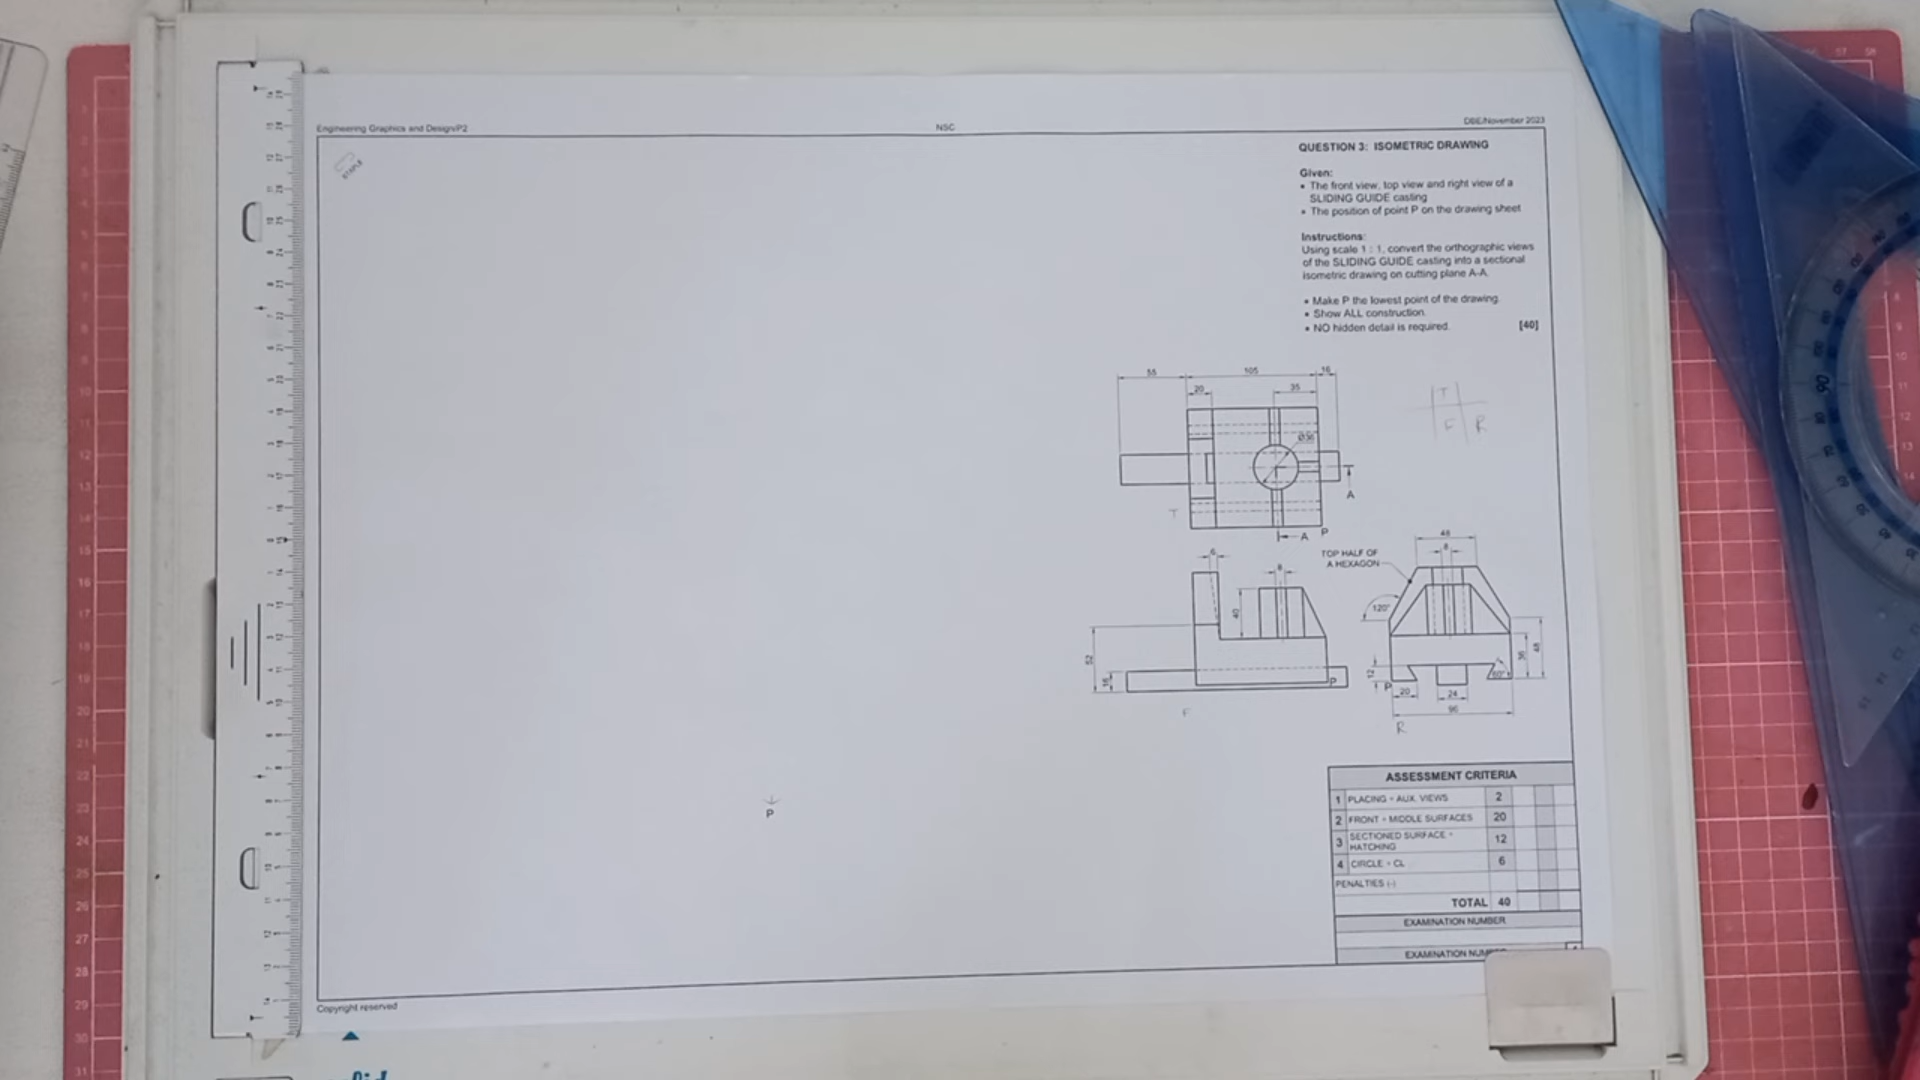 Engineering Graphics and Design/P2
NSC
DBE/November 2023
STAPLE
QUESTION 3: ISOMETRIC DRAWING
Given:
• The front view, top view and right view of a
SLIDING GUIDE casting
• The position of point P on the drawing sheet
Instructions:
Using scale 1 : 1, convert the orthographic views
of the SLIDING GUIDE casting into a sectional
isometric drawing on cutting plane A-A.
• Make P the lowest point of the drawing.
• Show ALL construction.
• NO hidden detail is required. [40]
55 105 16
20 35
T
F R
Ø36
A
T
A P
6 8
TOP HALF OF
A HEXAGON
48
8
120°
40
52
16
P
F
12
P
20
24
96
60°
36
48
R
P
ASSESSMENT CRITERIA
1 PLACING + AUX. VIEWS 2
2 FRONT + MIDDLE SURFACES 20
3 SECTIONED SURFACE +
HATCHING 12
4 CIRCLE + CL 6
PENALTIES (-)
TOTAL 40
EXAMINATION NUMBER
EXAMINATION
Copyright reserved